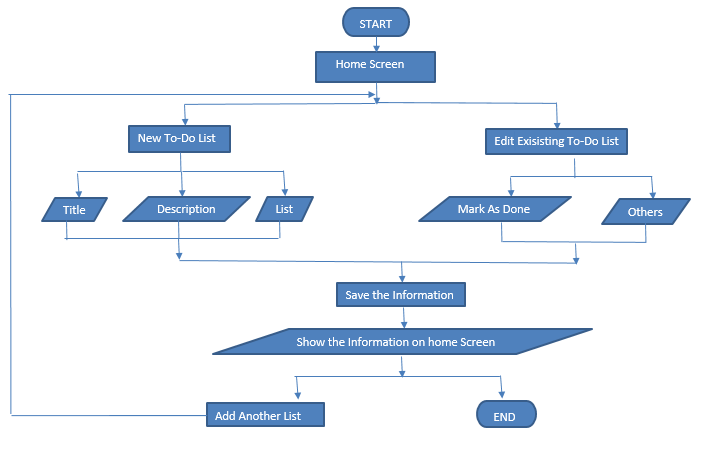 START
Home Screen
New To-Do List
Edit Exisisting To-Do List
Title
Description
List
Mark As Done
Others
Save the Information
Show the Information on home Screen
Add Another List
END